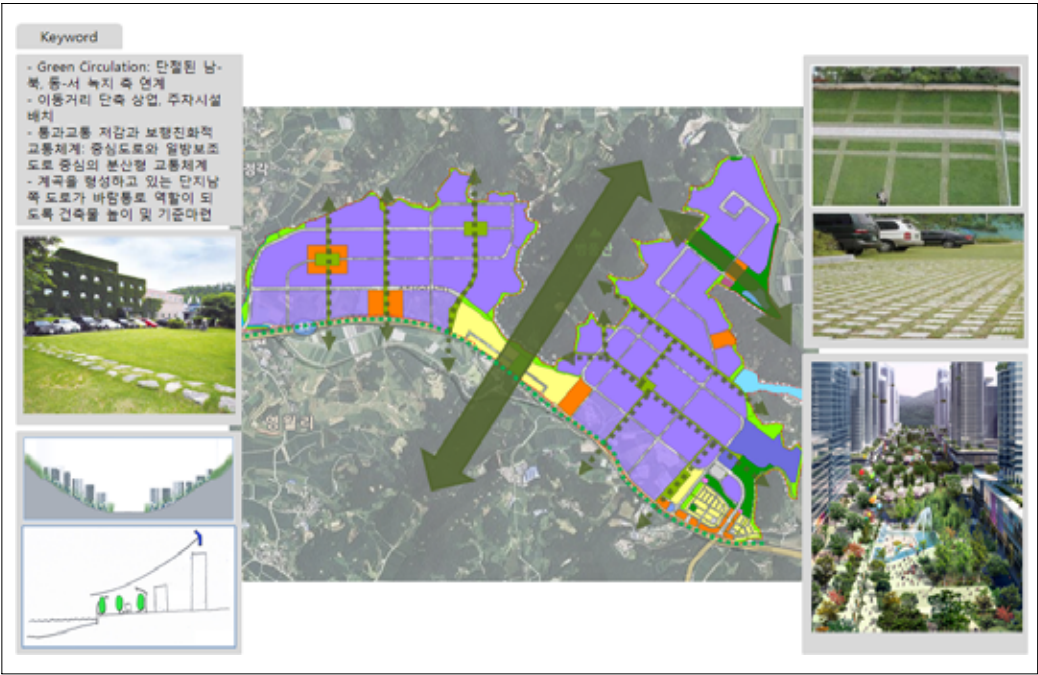 Keyword
- Green Circulation: 단절된 남-
북, 동-서 녹지 축 연계
- 이동거리 단축 상업, 주차시설
배치
- 통과교통 저감과 보행친화적
교통체계: 중심도로와 일방보조
도로 중심의 분산형 교통체계
- 계곡을 형성하고 있는 단지남
쪽 도로가 바람통로 역할이 되
도록 건축물 높이 및 기준마련